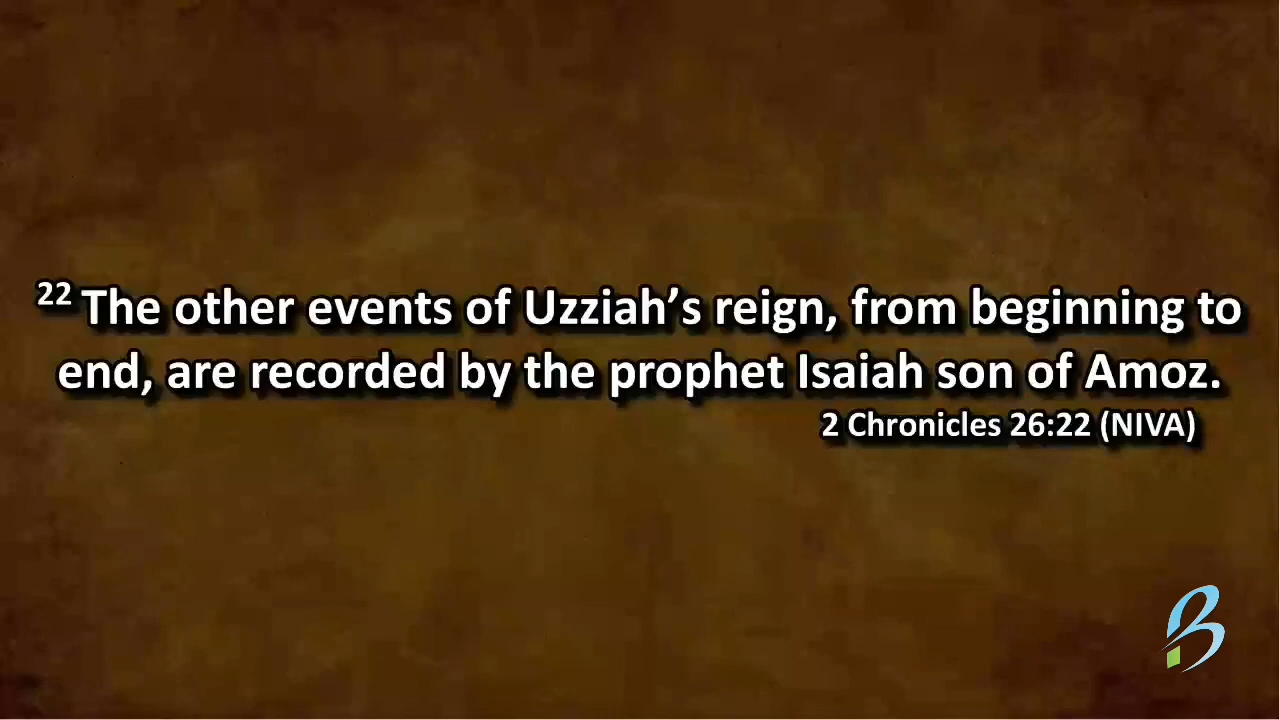 22 The other events of Uzziah’s reign, from beginning to
end, are recorded by the prophet Isaiah son of Amoz.
2 Chronicles 26:22 (NIVA)